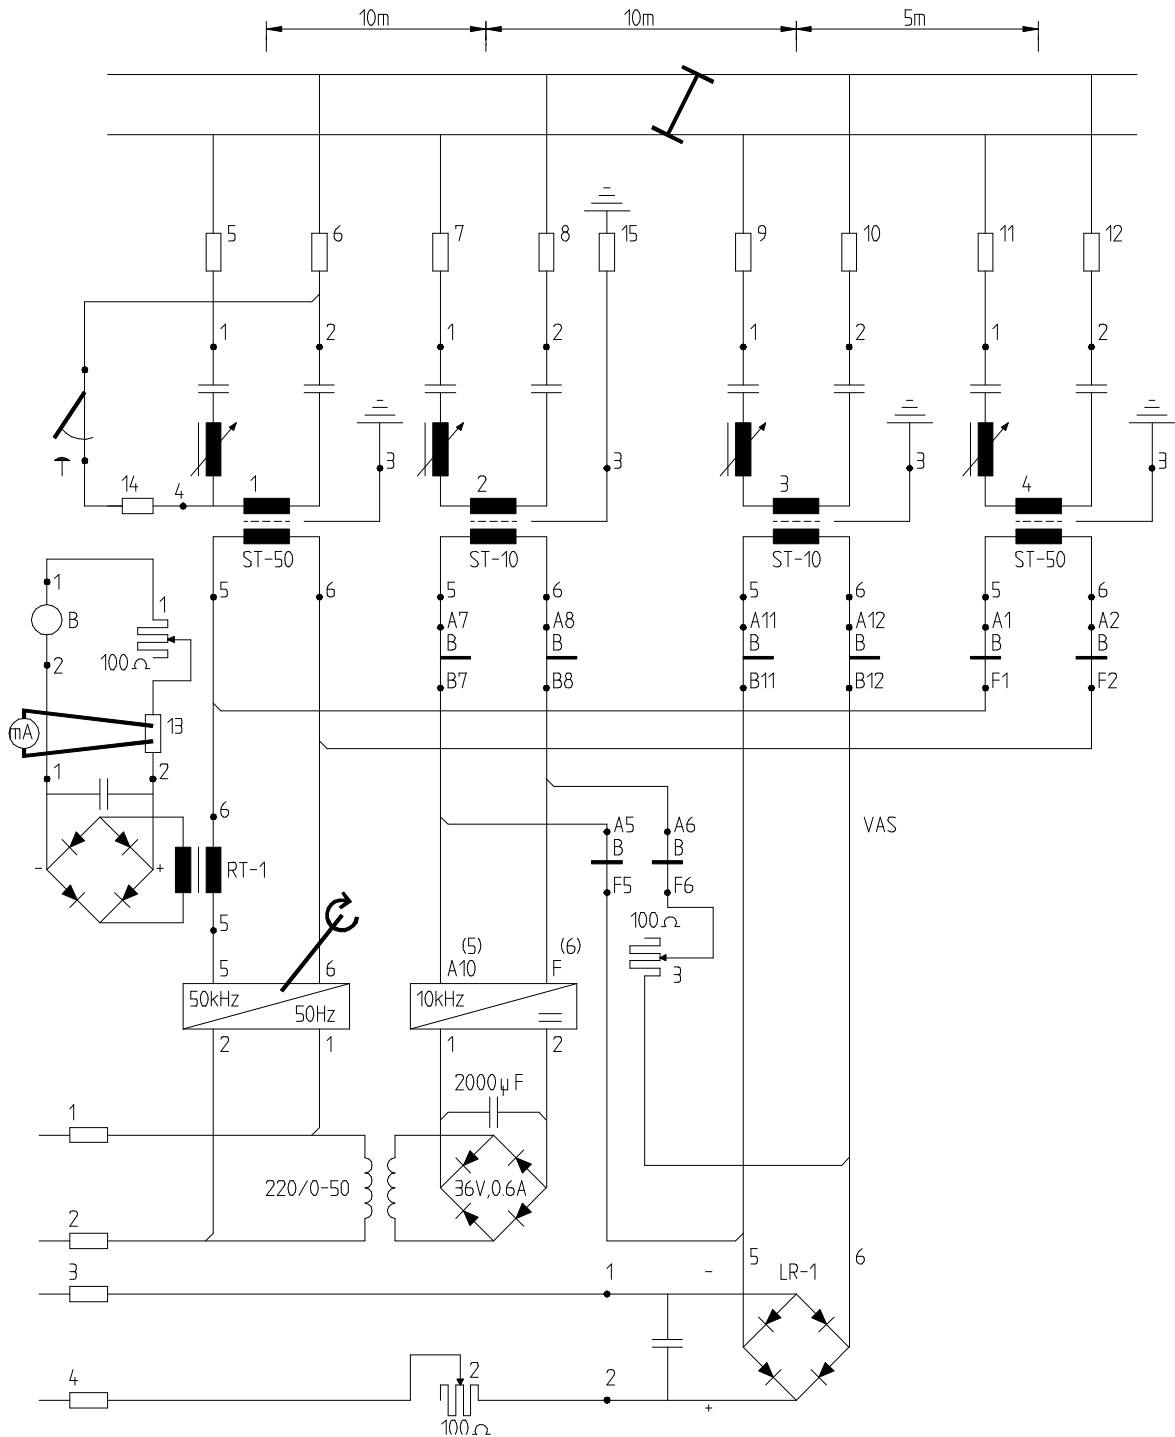 10m 10m 5m
5 6 7 8 15 9 10 11 12
1 2 1 2 1 2 1 2
3 3 3 3
14 4 1 2 3 4
ST-50 ST-10 ST-10 ST-50
1 5 6 5 6 5 6 5 6
1 A7 A8 A11 A12 A1 A2
B B B B B B B
100Ω
2 B7 B8 B11 B12 F1 F2
mA 13
1 2
6 A5 A6 VAS
B B
- + RT-1 F5 F6
5 100Ω
(5) (6)
5 6 A10 F 3
50kHz 10kHz
50Hz
2 1 1 2
2000µF
+
1
220/0-50 36V,0.6A
2
5 6
3 1 - LR-1
4 2 2
+
100Ω